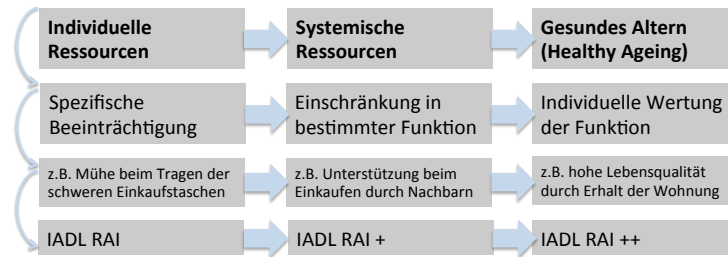 Individuelle
Ressourcen
Systemische
Ressourcen
Gesundes Altern
(Healthy Ageing)
Spezifische
Beeinträchtigung
Einschränkung in
bestimmter Funktion
Individuelle Wertung
der Funktion
z.B. Mühe beim Tragen der
schweren Einkaufstaschen
z.B. Unterstützung beim
Einkaufen durch Nachbarn
z.B. hohe Lebensqualität
durch Erhalt der Wohnung
IADL RAI
IADL RAI +
IADL RAI ++